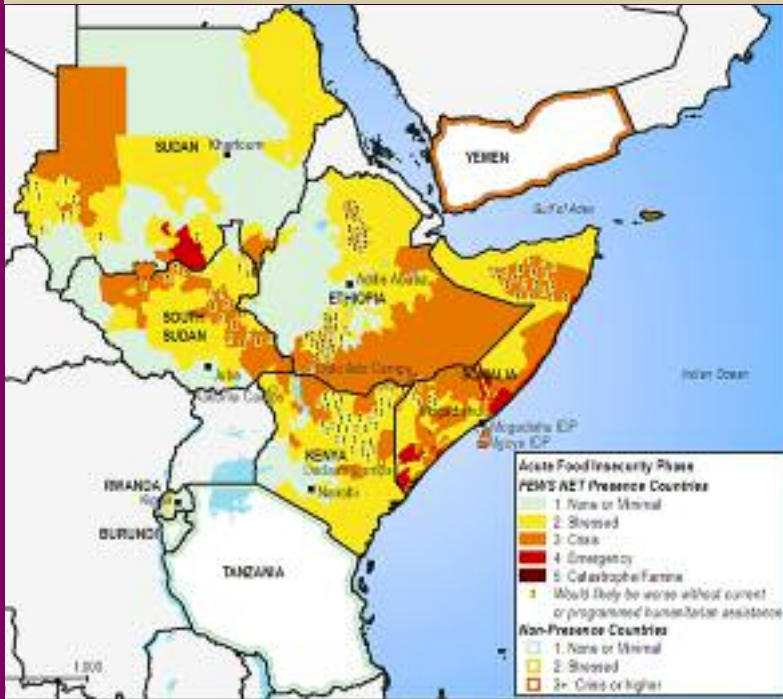 SUDAN
Khartoum
YEMEN
Gulf of Aden
Addis Ababa
ETHIOPIA
SOUTH
SUDAN
Juba
SOMALIA
Indian Ocean
Mogadishu
Mogadishu IDP
KENYA
Nairobi
RWANDA
Kigali
BURUNDI
TANZANIA
Acute Food Insecurity Phase
FEWS NET Presence Countries
1. None or Minimal
2. Stressed
3. Crisis
4. Emergency
5. Catastrophe/Famine
! Would likely be worse without current
or programmed humanitarian assistance
Non-Presence Countries
1. None or Minimal
2. Stressed
3+ Crisis or higher